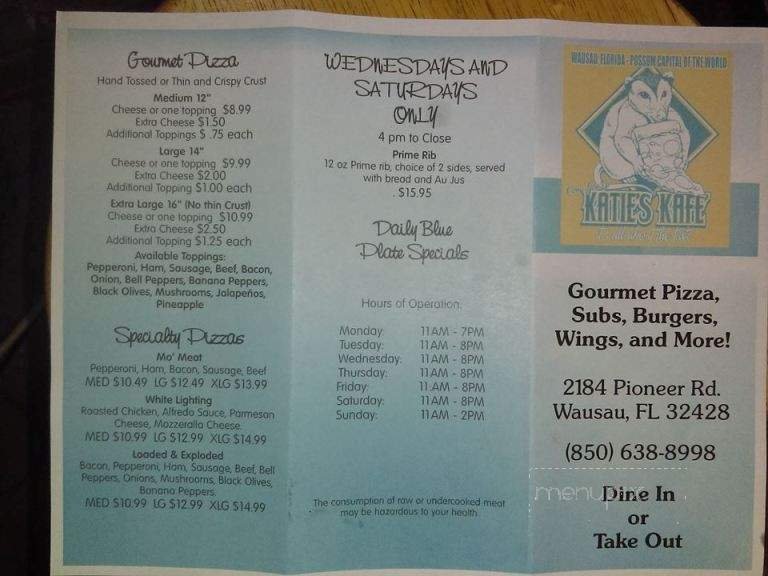 Gourmet Pizza
Hand Tossed or Thin and Crispy Crust
Medium 12"
Cheese or one topping $8.99
Extra Cheese $1.50
Additional Toppings $ .75 each
Large 14"
Cheese or one topping $9.99
Extra Cheese $2.00
Additional Topping $1.00 each
Extra Large 16" (No thin Crust)
Cheese or one topping $10.99
Extra Cheese $2.50
Additional Topping $1.25 each
Available Toppings:
Pepperoni, Ham, Sausage, Beef, Bacon,
Onion, Bell Peppers, Banana Peppers,
Black Olives, Mushrooms, Jalapeños,
Pineapple
Specialty Pizzas
Mo' Meat
Pepperoni, Ham, Bacon, Sausage, Beef
MED $10.49 LG $12.49 XLG $13.99
White Lighting
Roasted Chicken, Alfredo Sauce, Parmesan
Cheese, Mozzeralla Cheese.
MED $10.99 LG $12.99 XLG $14.99
Loaded & Exploded
Bacon, Pepperoni, Ham, Sausage, Beef, Bell
Peppers, Onions, Mushrooms, Black Olives,
Banana Peppers.
MED $10.99 LG $12.99 XLG $14.99
WEDNESDAYS AND
SATURDAYS
ONLY
4 pm to Close
Prime Rib
12 oz Prime rib, choice of 2 sides, served
with bread and Au Jus
. $15.95
Daily Blue
Plate Specials
Hours of Operation:
Monday: 11AM - 7PM
Tuesday: 11AM - 8PM
Wednesday: 11AM - 8PM
Thursday: 11AM - 8PM
Friday: 11AM - 8PM
Saturday: 11AM - 8PM
Sunday: 11AM - 2PM
The consumption of raw or undercooked meat
may be hazardous to your health.
WAUSAU, FLORIDA - POSSUM CAPITAL OF THE WORLD
KATIE'S KAFE
Gourmet Pizza,
Subs, Burgers,
Wings, and More!
2184 Pioneer Rd.
Wausau, FL 32428
(850) 638-8998
Dine In
or
Take Out